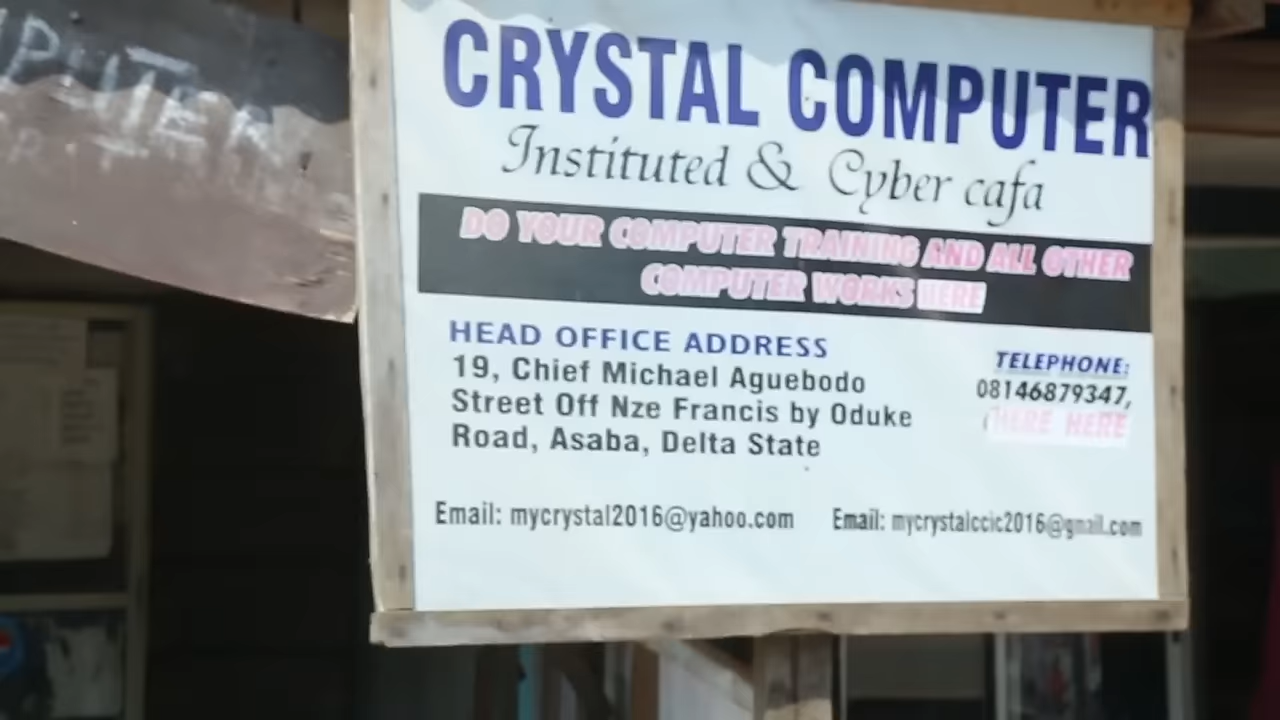 CRYSTAL COMPUTER
Instituted & Cyber cafa
DO YOUR COMPUTER TRAINING AND ALL OTHER
COMPUTER WORKS HERE
HEAD OFFICE ADDRESS
19, Chief Michael Aguebodo
Street Off Nze Francis by Oduke
Road, Asaba, Delta State
TELEPHONE:
08146879347,
HERE HERE
Email: mycrystal2016@yahoo.com
Email: mycrystalccic2016@gmail.com